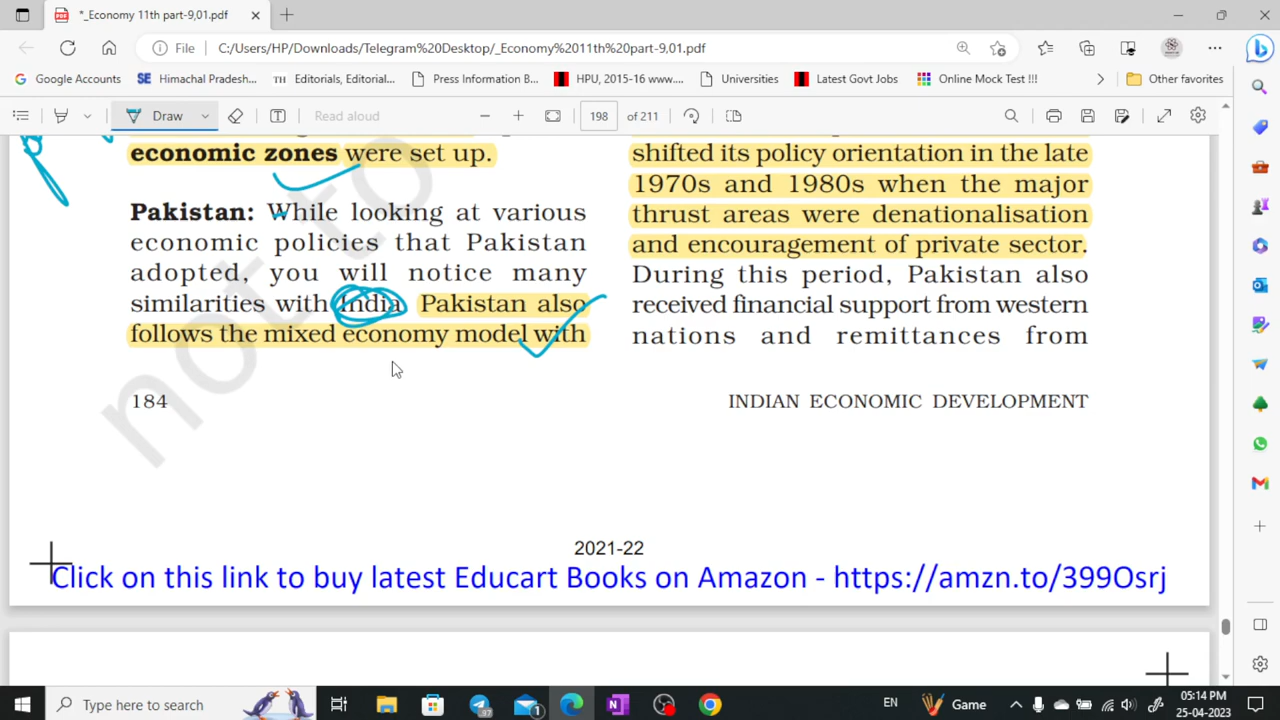 *_Economy 11th part-9,01.pdf
File C:/Users/HP/Downloads/Telegram%20Desktop/_Economy%2011th%20part-9,01.pdf
Google Accounts
SE Himachal Pradesh...
TH Editorials, Editorial...
Press Information B...
HPU, 2015-16 www....
Universities
Latest Govt Jobs
Online Mock Test !!!
Other favorites
Draw
Read aloud
198 of 211
economic zones were set up.
Pakistan: While looking at various
economic policies that Pakistan
adopted, you will notice many
similarities with India. Pakistan also
follows the mixed economy model with
184
shifted its policy orientation in the late
1970s and 1980s when the major
thrust areas were denationalisation
and encouragement of private sector.
During this period, Pakistan also
received financial support from western
nations and remittances from
INDIAN ECONOMIC DEVELOPMENT
not to
2021-22
Click on this link to buy latest Educart Books on Amazon - https://amzn.to/399Osrj
Type here to search
EN
Game
05:14 PM
25-04-2023